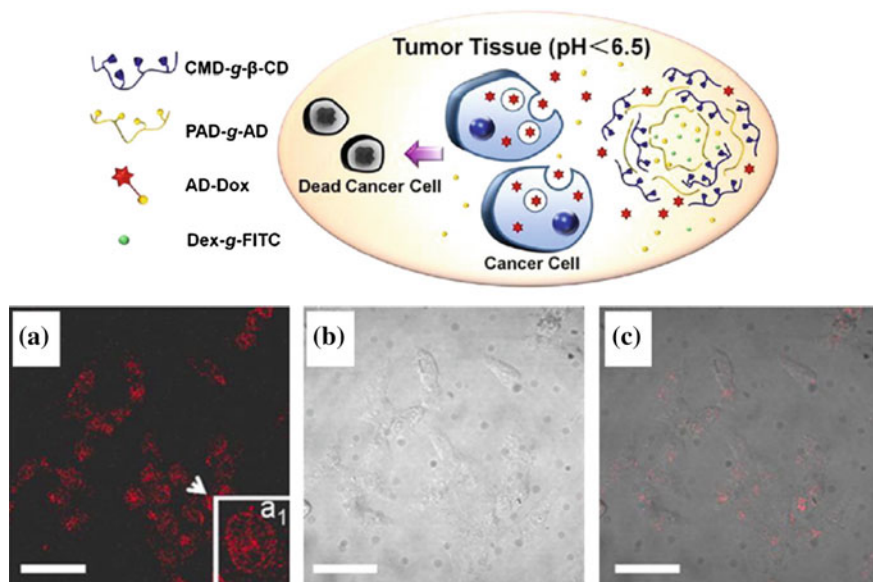 CMD-g-β-CD
PAD-g-AD
AD-Dox
Dex-g-FITC
Tumor Tissue (pH<6.5)
Dead Cancer Cell
Cancer Cell
(a)
a1
(b)
(c)